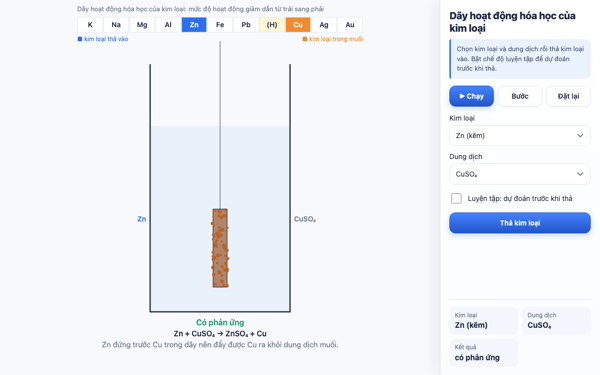 Dãy hoạt động hóa học của kim loại: mức độ hoạt động giảm dần từ trái sang phải
K Na Mg Al Zn Fe Pb (H) Cu Ag Au
kim loại thả vào
kim loại trong muối
Zn
CuSO₄
Có phản ứng
Zn + CuSO₄ → ZnSO₄ + Cu
Zn đứng trước Cu trong dãy nên đẩy được Cu ra khỏi dung dịch muối.
Dãy hoạt động hóa học của
kim loại
Chọn kim loại và dung dịch rồi thả kim loại
vào. Bật chế độ luyện tập để dự đoán
trước khi thả.
Chạy
Bước
Đặt lại
Kim loại
Zn (kẽm)
Dung dịch
CuSO₄
Luyện tập: dự đoán trước khi thả
Thả kim loại
Kim loại
Zn (kẽm)
Dung dịch
CuSO₄
Kết quả
có phản ứng